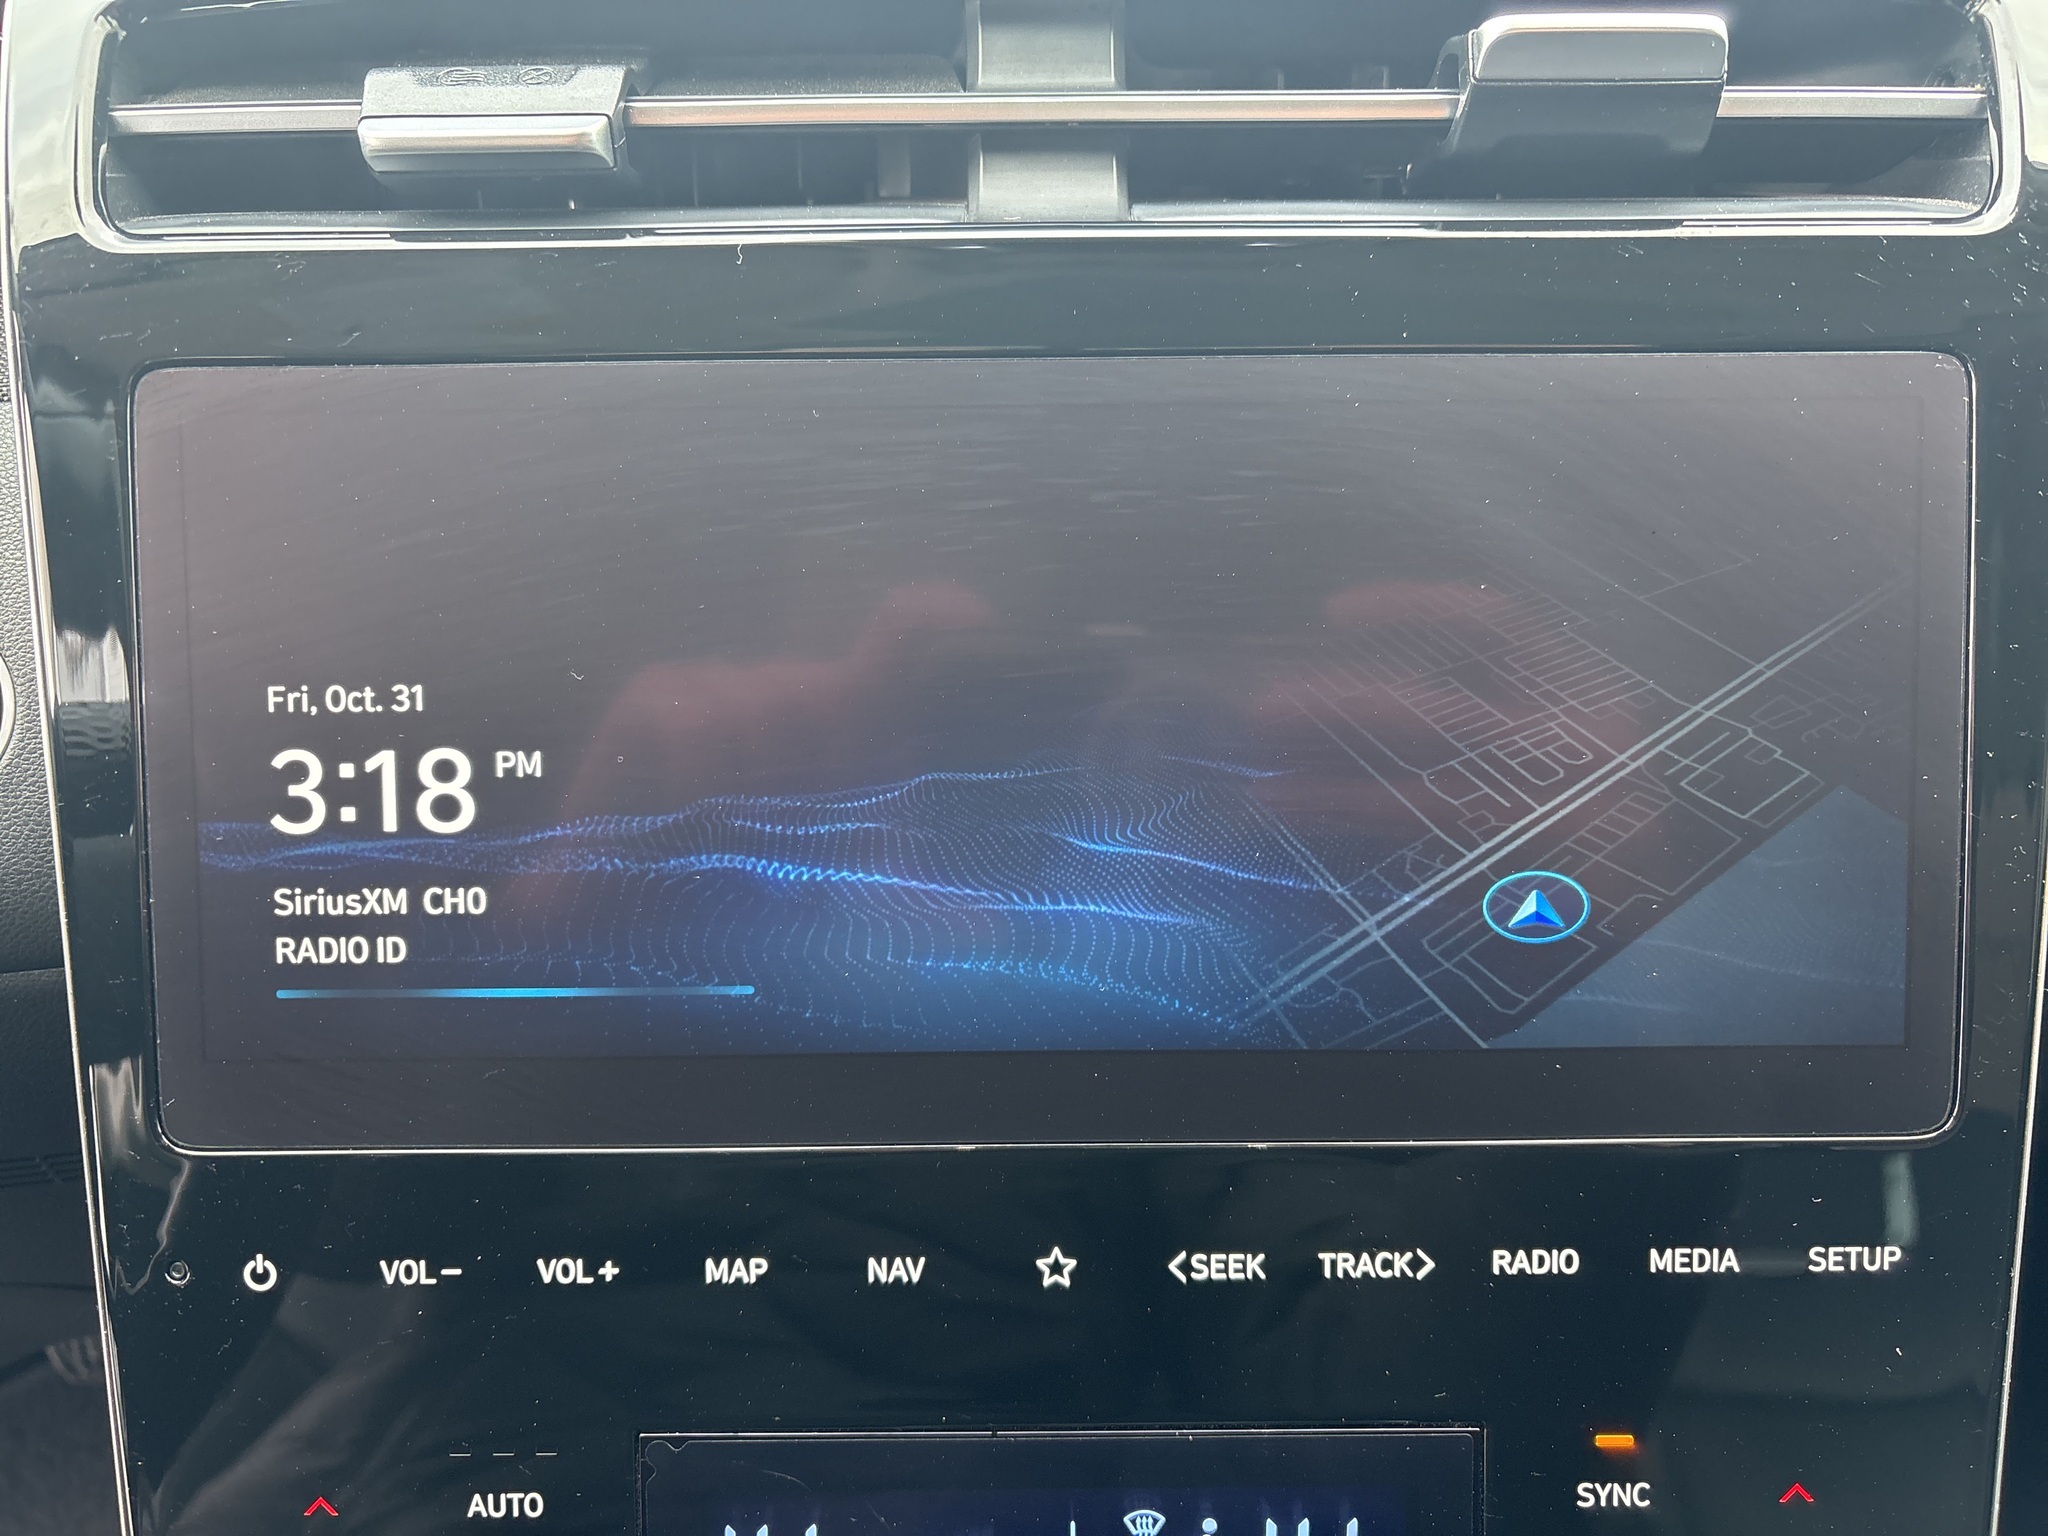 Fri, Oct. 31
3:18 PM
SiriusXM CH0
RADIO ID
VOL− VOL+ MAP NAV <SEEK TRACK> RADIO MEDIA SETUP
AUTO SYNC